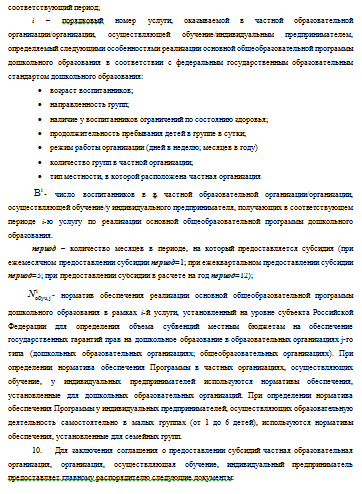 соответствующий период;
i – порядковый номер услуги, оказываемой в частной образовательной
организации/организации, осуществляющей обучение/индивидуальным предпринимателем,
определяемый следующими особенностями реализации основной общеобразовательной программы
дошкольного образования в соответствии с федеральным государственным образовательным
стандартом дошкольного образования:
• возраст воспитанников;
• направленность групп;
• наличие у воспитанников ограничений по состоянию здоровья;
• продолжительность пребывания детей в группе в сутки;
• режим работы организации (дней в неделю; месяцев в году)
• количество групп в частной организации;
• тип местности, в которой расположена частная организация
Bⁱ - число воспитанников в частной образовательной организации/организации,
осуществляющей обучение/у индивидуального предпринимателя, получающих в соответствующем
периоде i-ю услугу по реализации основной общеобразовательной программы дошкольного
образования.
период – количество месяцев в периоде, на который предоставляется субсидия (при
ежемесячном предоставлении субсидии период=1; при ежеквартальном предоставлении субсидии
период=3; при предоставлении субсидии в расчете на год период=12);
- норматив обеспечения реализации основной общеобразовательной программы
дошкольного образования в рамках i-й услуги, установленный на уровне субъекта Российской
Федерации для определения объема субвенций местным бюджетам на обеспечение
государственных гарантий прав на дошкольное образование в образовательных организациях j-го
типа (дошкольных образовательных организациях; общеобразовательных организациях). При
определении норматива обеспечения Программы в частных организациях, осуществляющих
обучение, у индивидуальных предпринимателей используются нормативы обеспечения,
установленные для дошкольных образовательных организаций. При определении норматива
обеспечения Программы у индивидуальных предпринимателей, осуществляющих образовательную
деятельность самостоятельно в малых группах (от 1 до 6 детей), используются нормативы
обеспечения, установленные для семейных групп.
10. Для заключения соглашения о предоставлении субсидий частная образовательная
организация, организация, осуществляющая обучение, индивидуальный предприниматель
предоставляет главному распорядителю следующие документы: